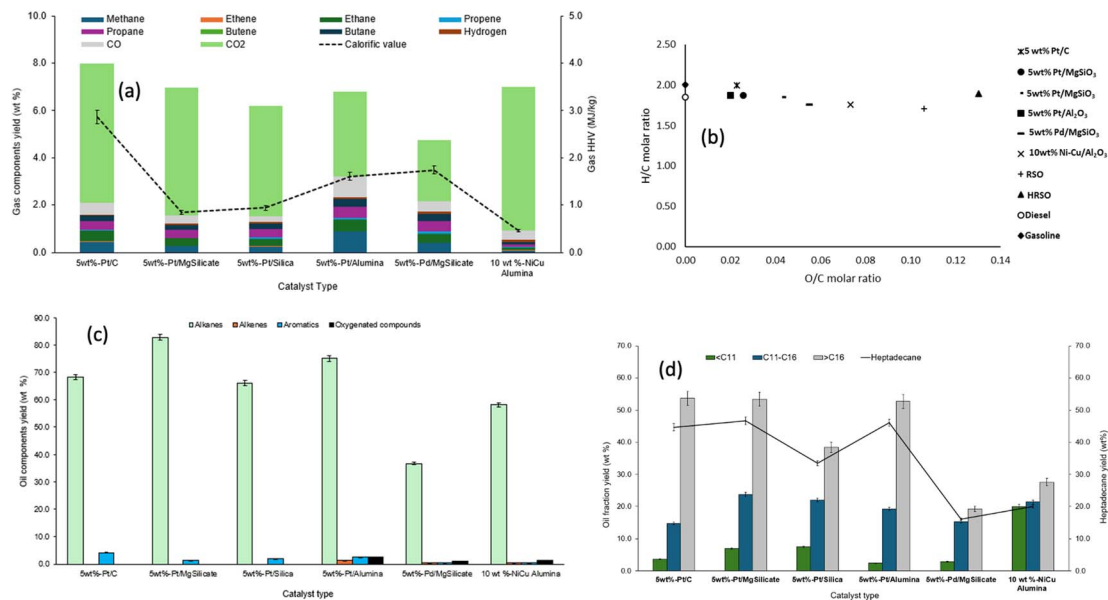 Methane Ethene Ethane Propene
Propane Butene Butane Hydrogen
CO CO2 Calorific value
(a)
Gas components yield (wt %)
10.0
8.0
6.0
4.0
2.0
0.0
5.0
4.0
3.0
2.0
1.0
0.0
Gas HHV (MJ/kg)
5wt%-Pt/C 5wt%-Pt/MgSilicate 5wt%-Pt/Silica 5wt%-Pt/Alumina 5wt%-Pd/MgSilicate 10 wt %-NiCu
Alumina
Catalyst Type
(b)
H/C molar ratio
2.50
2.00
1.50
1.00
0.50
0.00
0.00 0.02 0.04 0.06 0.08 0.10 0.12 0.14
O/C molar ratio
5 wt% Pt/C
5wt% Pt/MgSiO₃
5wt% Pt/MgSiO₃
5wt% Pt/Al₂O₃
5wt% Pd/MgSiO₃
10wt% Ni-Cu/Al₂O₃
RSO
HRSO
Diesel
Gasoline
(c)
Alkanes Alkenes Aromatics Oxygenated compounds
Oil components yield (wt %)
90.0
80.0
70.0
60.0
50.0
40.0
30.0
20.0
10.0
0.0
5wt%-Pt/C 5wt%-Pt/MgSilicate 5wt%-Pt/Silica 5wt%-Pt/Alumina 5wt%-Pd/MgSilicate 10 wt %-NiCu Alumina
Catalyst type
(d)
<C11 C11-C16 >C16 Heptadecane
Oil fraction yield (wt %)
70.0
60.0
50.0
40.0
30.0
20.0
10.0
0.0
70.0
60.0
50.0
40.0
30.0
20.0
10.0
0.0
Heptadecane yield (wt%)
5wt%-Pt/C 5wt%-Pt/MgSilicate 5wt%-Pt/Silica 5wt%-Pt/Alumina 5wt%-Pd/MgSilicate 10 wt %-NiCu
Alumina
Catalyst type